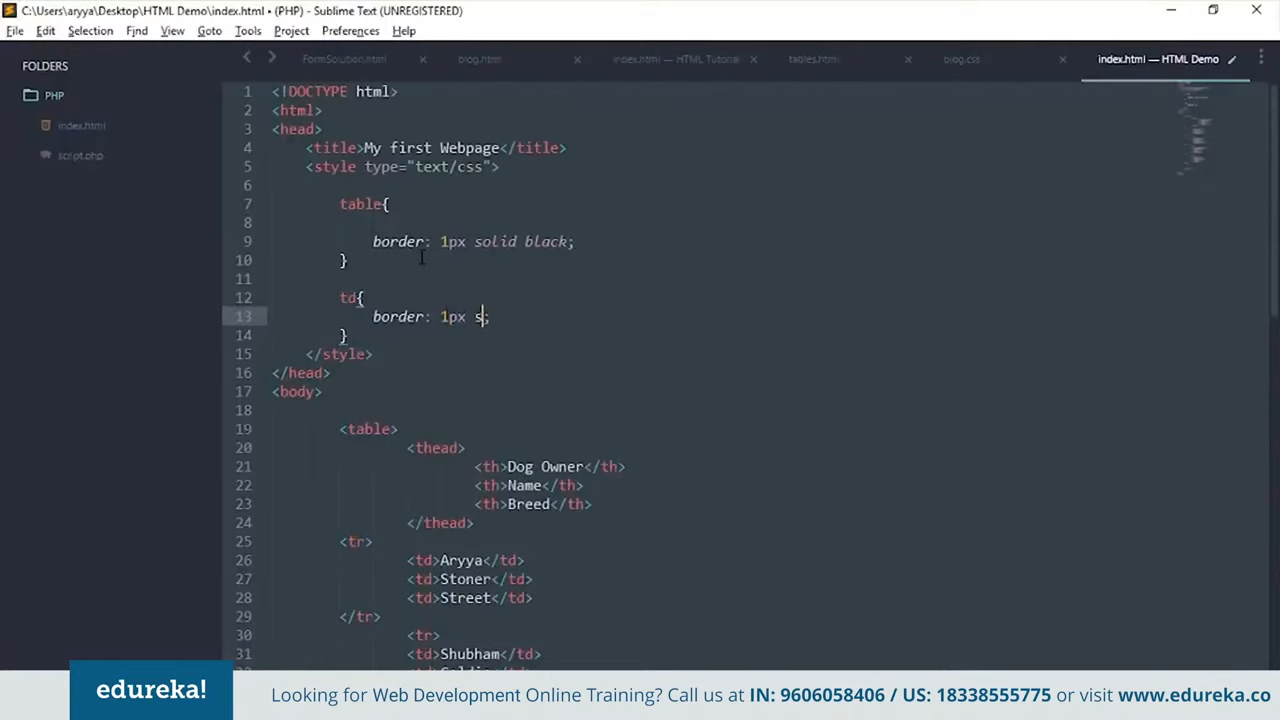 C:\Users\aryya\Desktop\HTML Demo\index.html • (PHP) - Sublime Text (UNREGISTERED)
File Edit Selection Find View Goto Tools Project Preferences Help
FOLDERS
PHP
index.html
script.php
FormSolution.html blog.html index.html — HTML Tutorial tables.html blog.css index.html — HTML Demo
1 <!DOCTYPE html>
2 <html>
3 <head>
4 <title>My first Webpage</title>
5 <style type="text/css">
6
7 table{
8
9 border: 1px solid black;
10 }
11
12 td{
13 border: 1px s;
14 }
15 </style>
16 </head>
17 <body>
18
19 <table>
20 <thead>
21 <th>Dog Owner</th>
22 <th>Name</th>
23 <th>Breed</th>
24 </thead>
25 <tr>
26 <td>Aryya</td>
27 <td>Stoner</td>
28 <td>Street</td>
29 </tr>
30 <tr>
31 <td>Shubham</td>
edureka!
Looking for Web Development Online Training? Call us at IN: 9606058406 / US: 18338555775 or visit www.edureka.co